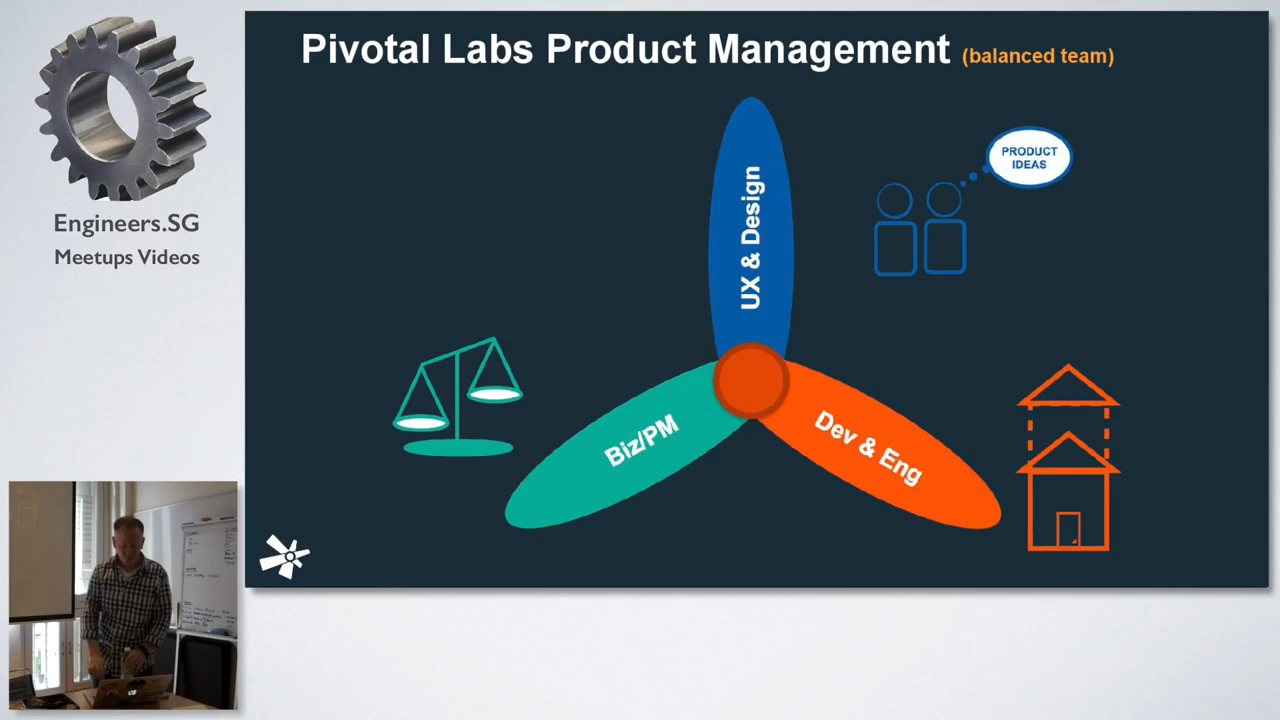 Pivotal Labs Product Management (balanced team)
PRODUCT
IDEAS
UX & Design
Biz/PM
Dev & Eng
Engineers.SG
Meetups Videos